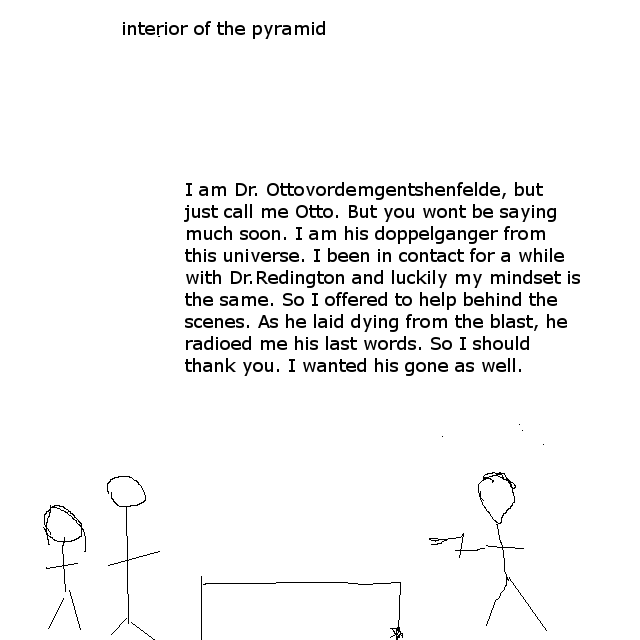 interior of the pyramid
I am Dr. Ottovordemgentshenfelde, but
just call me Otto. But you wont be saying
much soon. I am his doppelganger from
this universe. I been in contact for a while
with Dr.Redington and luckily my mindset is
the same. So I offered to help behind the
scenes. As he laid dying from the blast, he
radioed me his last words. So I should
thank you. I wanted his gone as well.